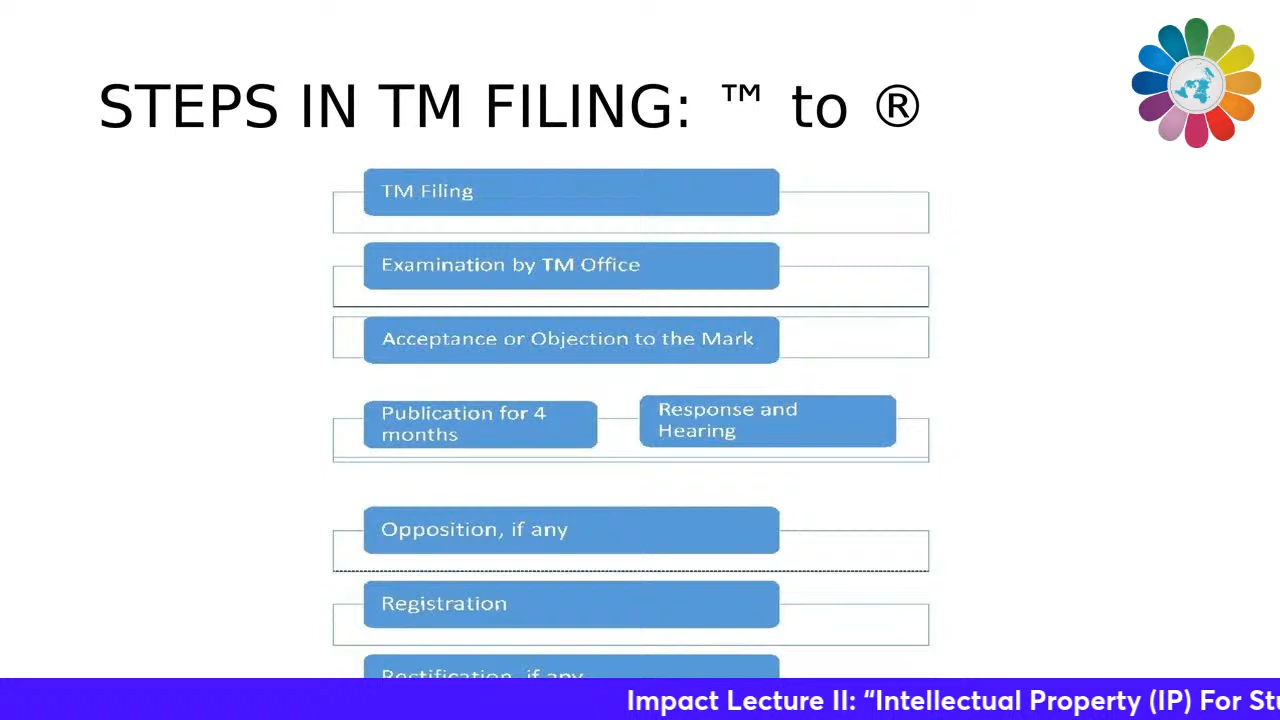 STEPS IN TM FILING: ™ to ®
TM Filing
Examination by TM Office
Acceptance or Objection to the Mark
Publication for 4
months
Response and
Hearing
Opposition, if any
Registration
Rectification, if any
Impact Lecture II: “Intellectual Property (IP) For Stu